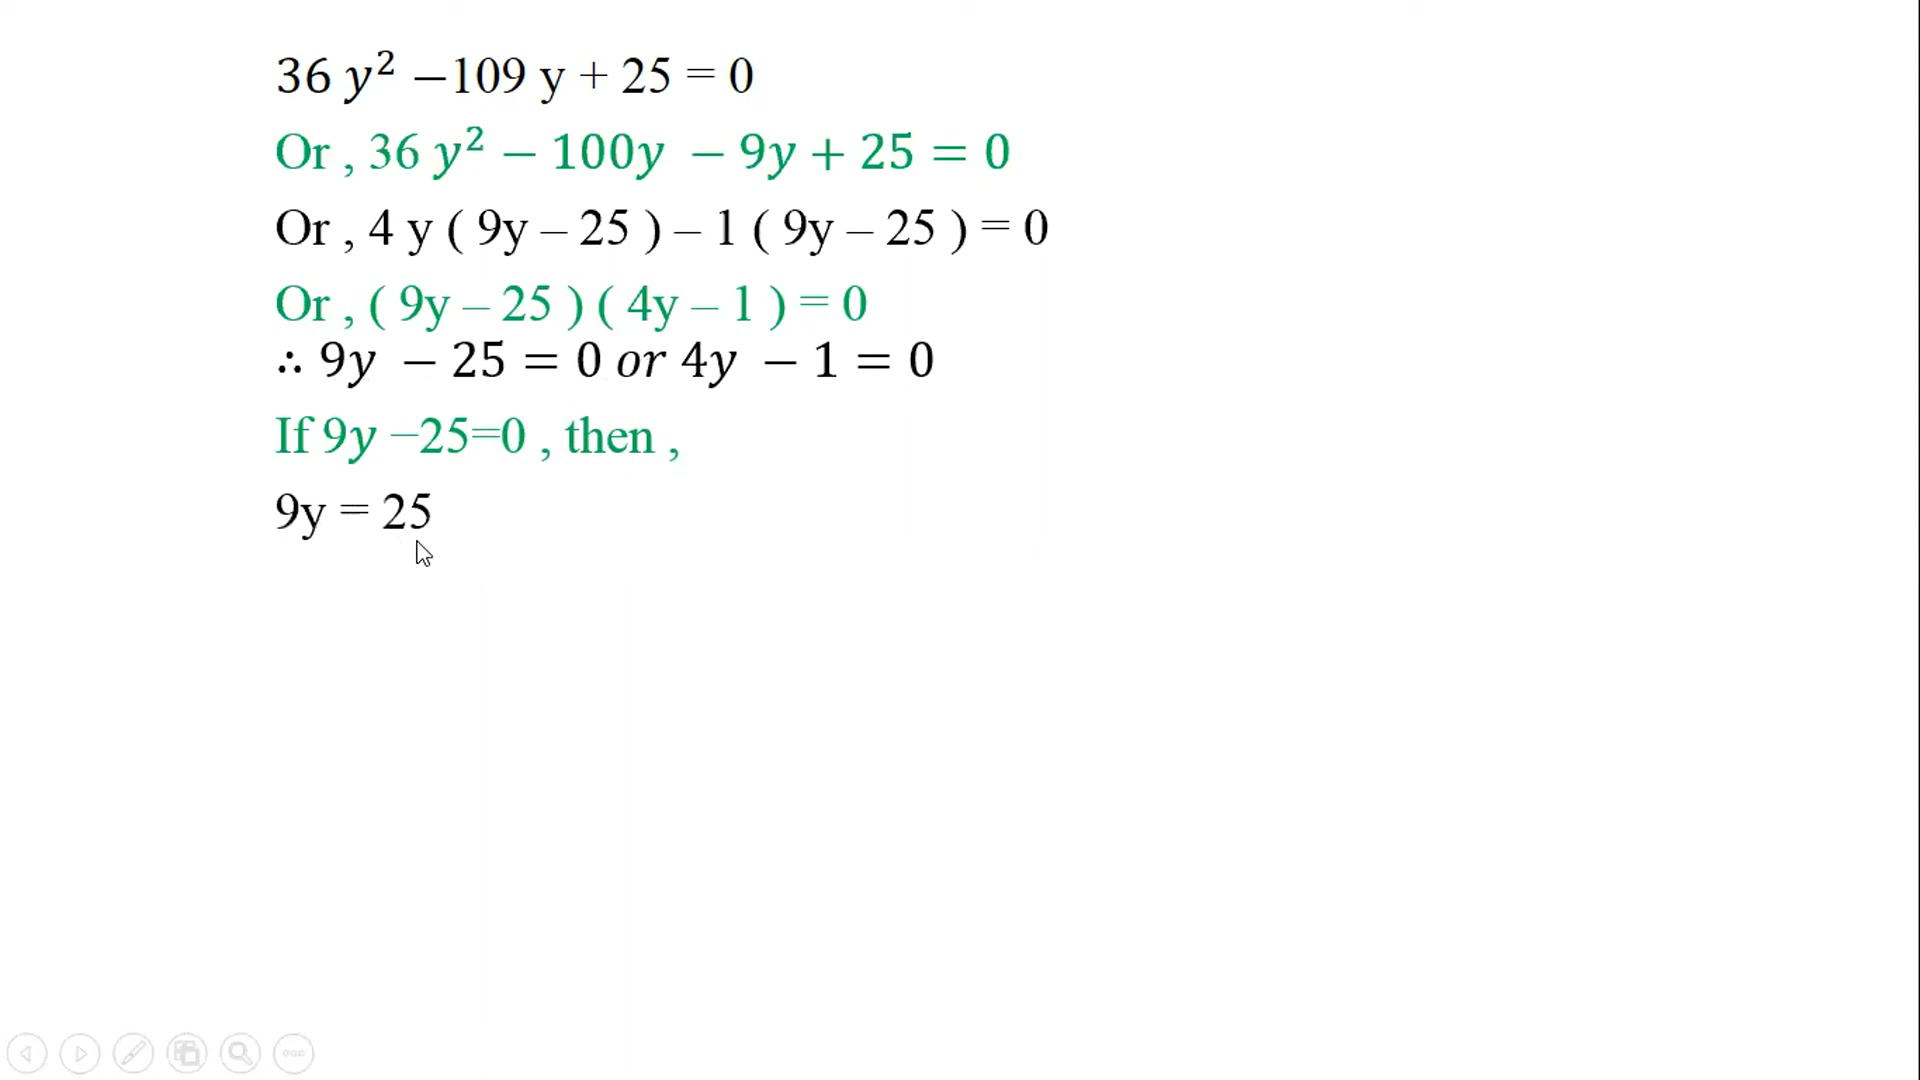 36 y² −109 y + 25 = 0
Or , 36 y² − 100y − 9y + 25 = 0
Or , 4 y ( 9y – 25 ) – 1 ( 9y – 25 ) = 0
Or , ( 9y – 25 ) ( 4y – 1 ) = 0
∴ 9y − 25 = 0 or 4y − 1 = 0
If 9y −25=0 , then ,
9y = 25